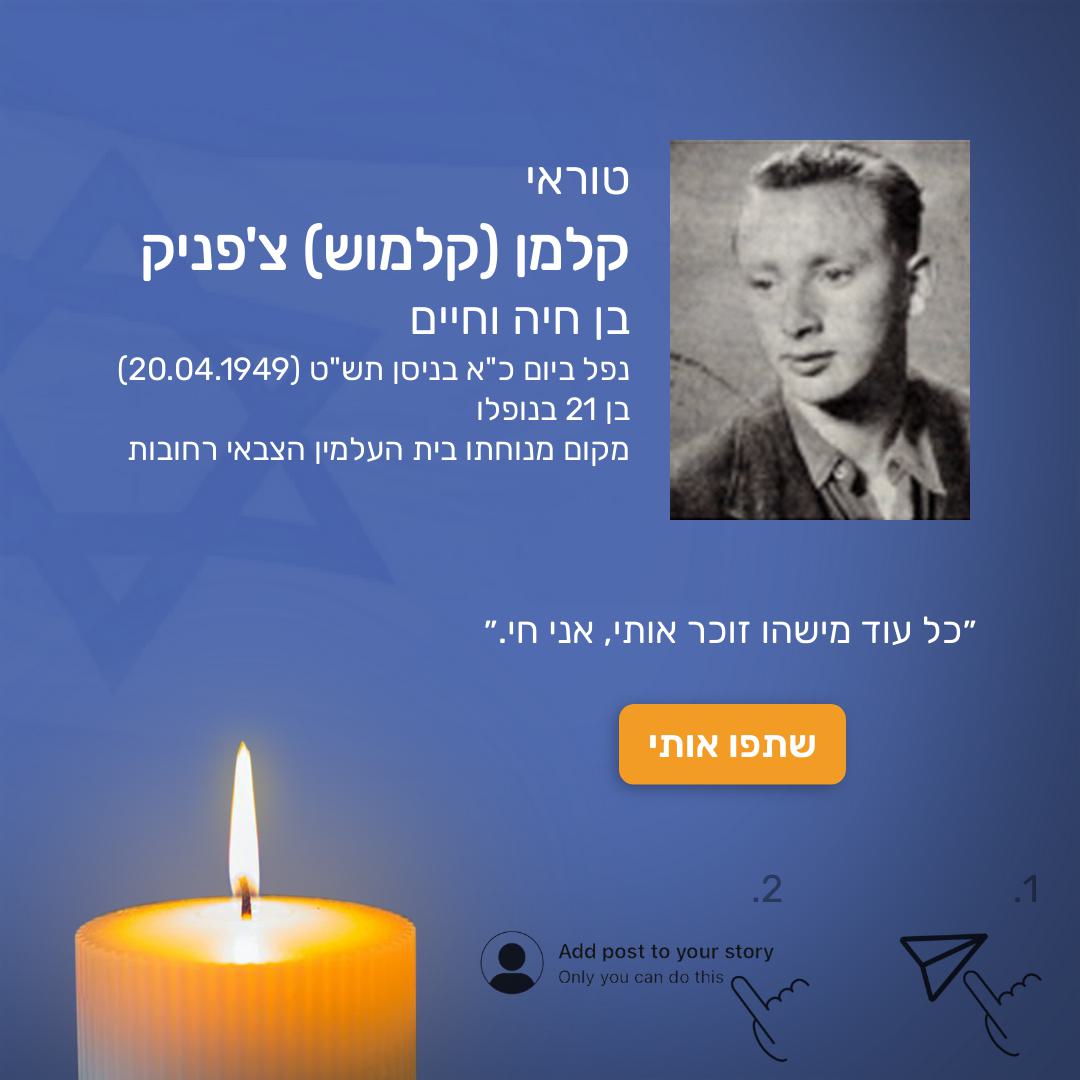 טוראי
קלמן (קלמוש) צ'פניק
בן חיה וחיים
נפל ביום כ"א בניסן תש"ט (20.04.1949)
בן 21 בנופלו
מקום מנוחתו בית העלמין הצבאי רחובות
״כל עוד מישהו זוכר אותי, אני חי.״
שתפו אותי
.1
.2
Add post to your story
Only you can do this